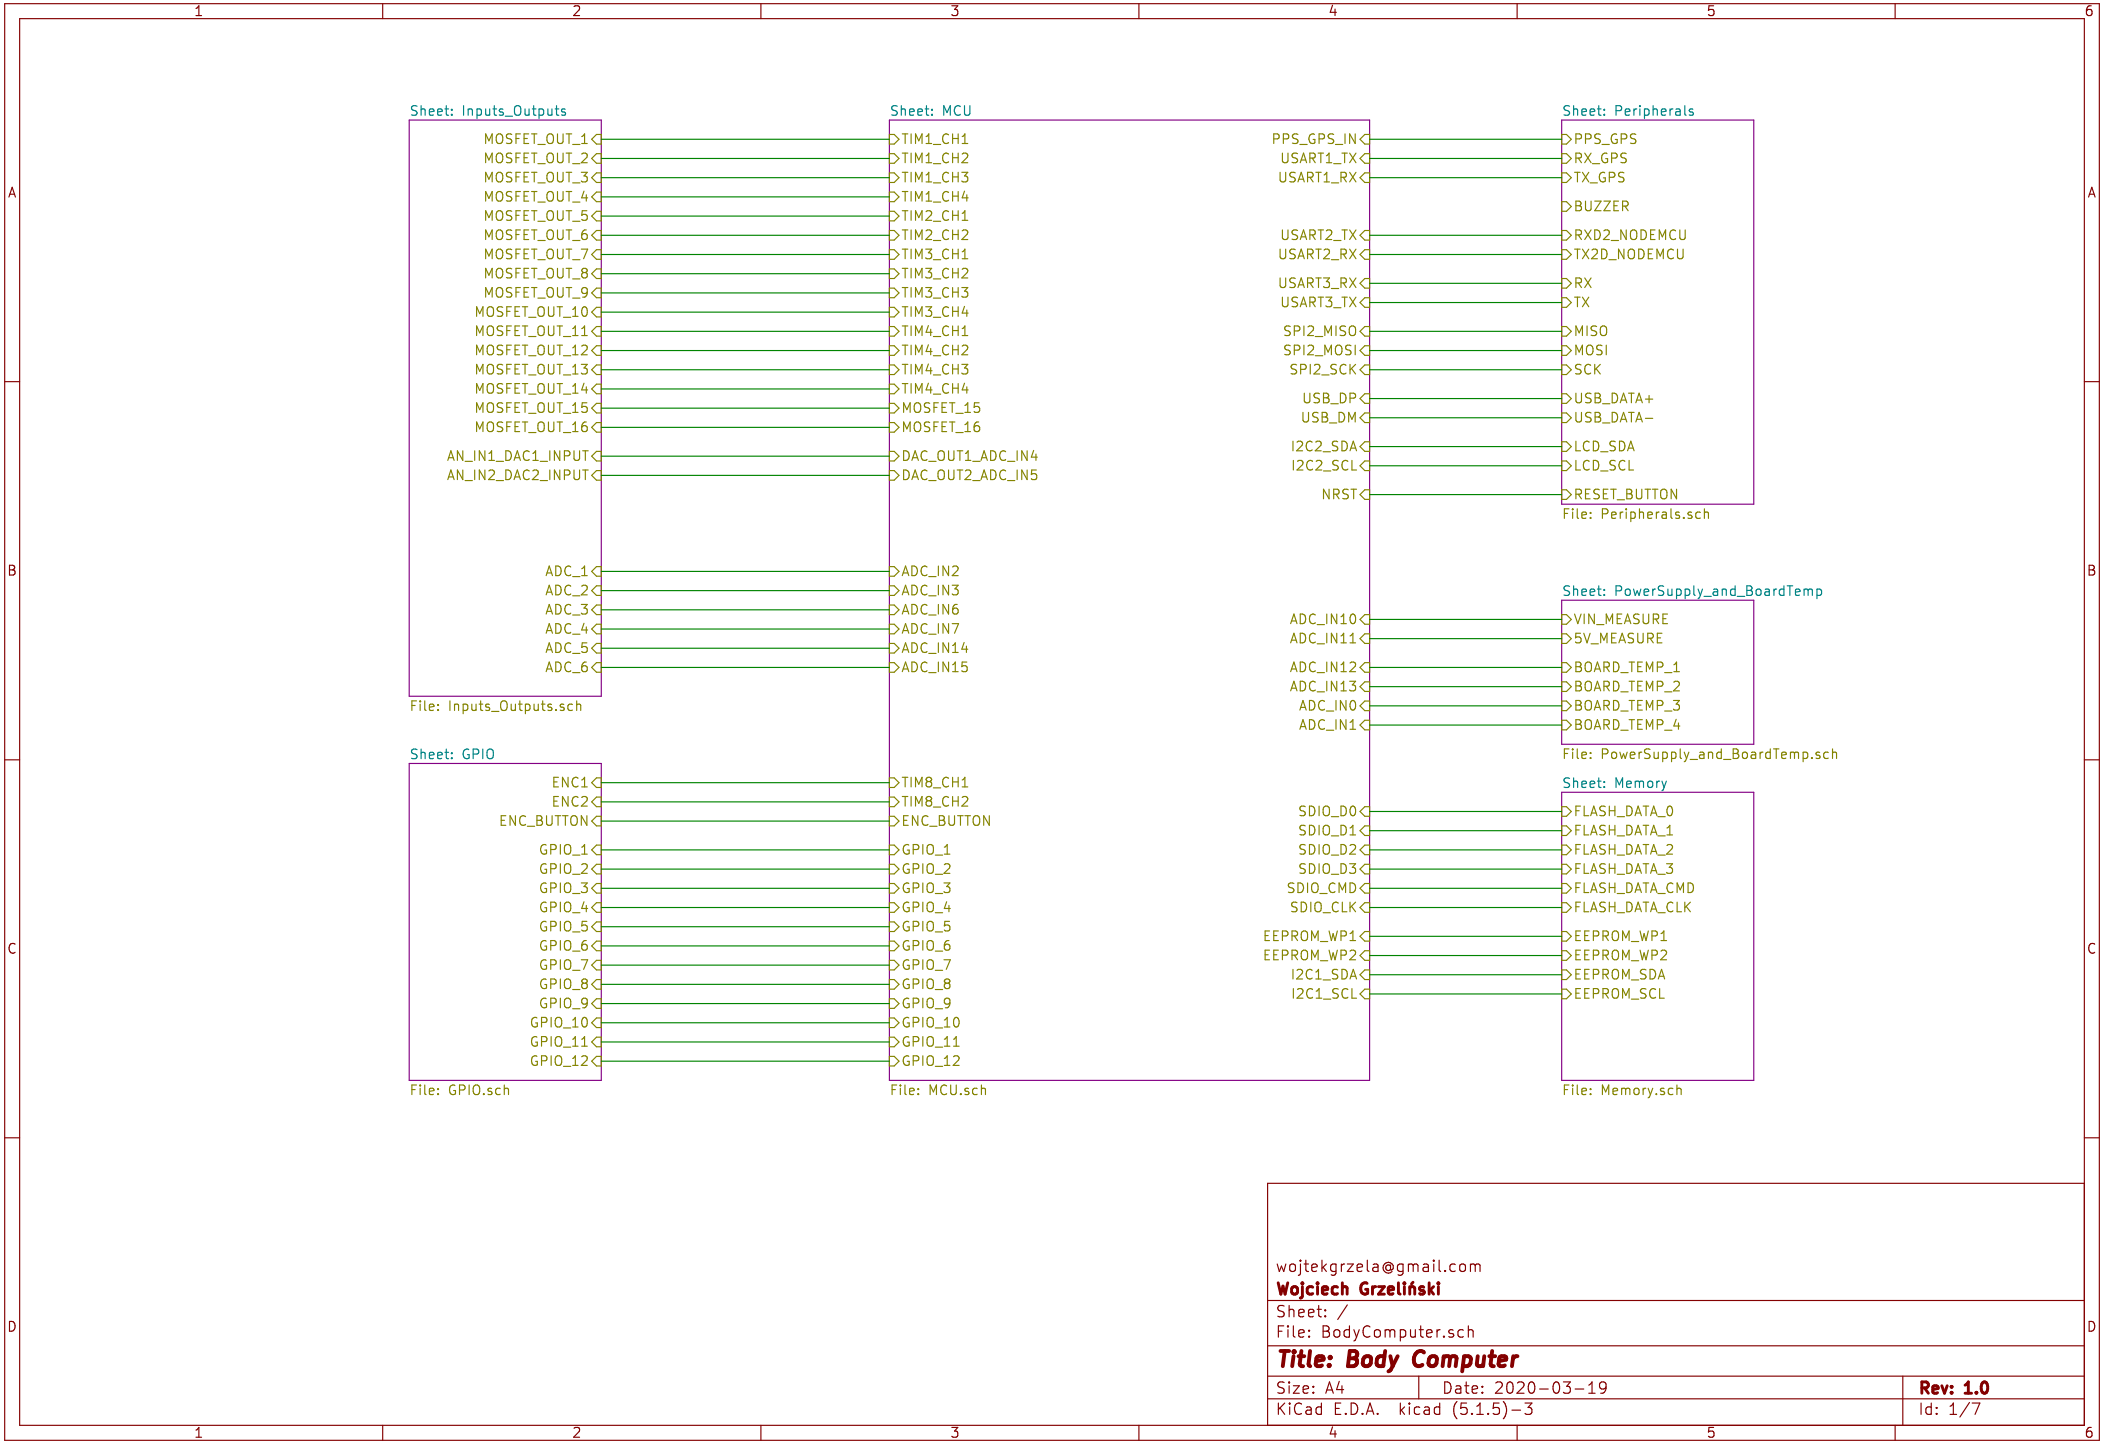 1 2 3 4 5 6
A A
B B
C C
D D
Sheet: Inputs_Outputs
MOSFET_OUT_1
MOSFET_OUT_2
MOSFET_OUT_3
MOSFET_OUT_4
MOSFET_OUT_5
MOSFET_OUT_6
MOSFET_OUT_7
MOSFET_OUT_8
MOSFET_OUT_9
MOSFET_OUT_10
MOSFET_OUT_11
MOSFET_OUT_12
MOSFET_OUT_13
MOSFET_OUT_14
MOSFET_OUT_15
MOSFET_OUT_16
AN_IN1_DAC1_INPUT
AN_IN2_DAC2_INPUT
ADC_1
ADC_2
ADC_3
ADC_4
ADC_5
ADC_6
File: Inputs_Outputs.sch
Sheet: GPIO
ENC1
ENC2
ENC_BUTTON
GPIO_1
GPIO_2
GPIO_3
GPIO_4
GPIO_5
GPIO_6
GPIO_7
GPIO_8
GPIO_9
GPIO_10
GPIO_11
GPIO_12
File: GPIO.sch
Sheet: MCU
TIM1_CH1
TIM1_CH2
TIM1_CH3
TIM1_CH4
TIM2_CH1
TIM2_CH2
TIM3_CH1
TIM3_CH2
TIM3_CH3
TIM3_CH4
TIM4_CH1
TIM4_CH2
TIM4_CH3
TIM4_CH4
MOSFET_15
MOSFET_16
DAC_OUT1_ADC_IN4
DAC_OUT2_ADC_IN5
ADC_IN2
ADC_IN3
ADC_IN6
ADC_IN7
ADC_IN14
ADC_IN15
TIM8_CH1
TIM8_CH2
ENC_BUTTON
GPIO_1
GPIO_2
GPIO_3
GPIO_4
GPIO_5
GPIO_6
GPIO_7
GPIO_8
GPIO_9
GPIO_10
GPIO_11
GPIO_12
PPS_GPS_IN
USART1_TX
USART1_RX
USART2_TX
USART2_RX
USART3_RX
USART3_TX
SPI2_MISO
SPI2_MOSI
SPI2_SCK
USB_DP
USB_DM
I2C2_SDA
I2C2_SCL
NRST
ADC_IN10
ADC_IN11
ADC_IN12
ADC_IN13
ADC_IN0
ADC_IN1
SDIO_D0
SDIO_D1
SDIO_D2
SDIO_D3
SDIO_CMD
SDIO_CLK
EEPROM_WP1
EEPROM_WP2
I2C1_SDA
I2C1_SCL
File: MCU.sch
Sheet: Peripherals
PPS_GPS
RX_GPS
TX_GPS
BUZZER
RXD2_NODEMCU
TX2D_NODEMCU
RX
TX
MISO
MOSI
SCK
USB_DATA+
USB_DATA-
LCD_SDA
LCD_SCL
RESET_BUTTON
File: Peripherals.sch
Sheet: PowerSupply_and_BoardTemp
VIN_MEASURE
5V_MEASURE
BOARD_TEMP_1
BOARD_TEMP_2
BOARD_TEMP_3
BOARD_TEMP_4
File: PowerSupply_and_BoardTemp.sch
Sheet: Memory
FLASH_DATA_0
FLASH_DATA_1
FLASH_DATA_2
FLASH_DATA_3
FLASH_DATA_CMD
FLASH_DATA_CLK
EEPROM_WP1
EEPROM_WP2
EEPROM_SDA
EEPROM_SCL
File: Memory.sch
wojtekgrzela@gmail.com
Wojciech Grzeliński
Sheet: /
File: BodyComputer.sch
Title: Body Computer
Size: A4 Date: 2020-03-19 Rev: 1.0
KiCad E.D.A. kicad (5.1.5)-3 Id: 1/7
1 2 3 4 5 6